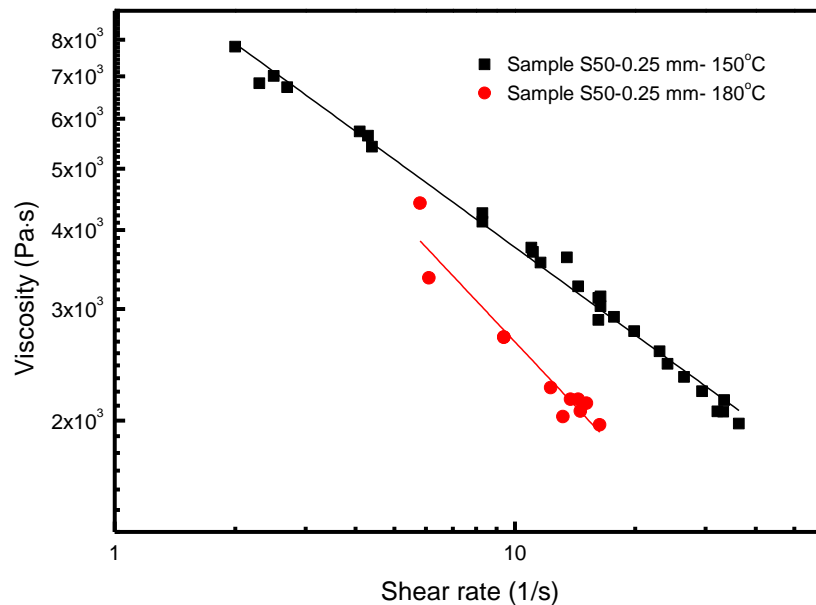 8x10³
7x10³
6x10³
5x10³
4x10³
3x10³
2x10³
Viscosity (Pa·s)
Sample S50-0.25 mm- 150°C
Sample S50-0.25 mm- 180°C
1
10
Shear rate (1/s)